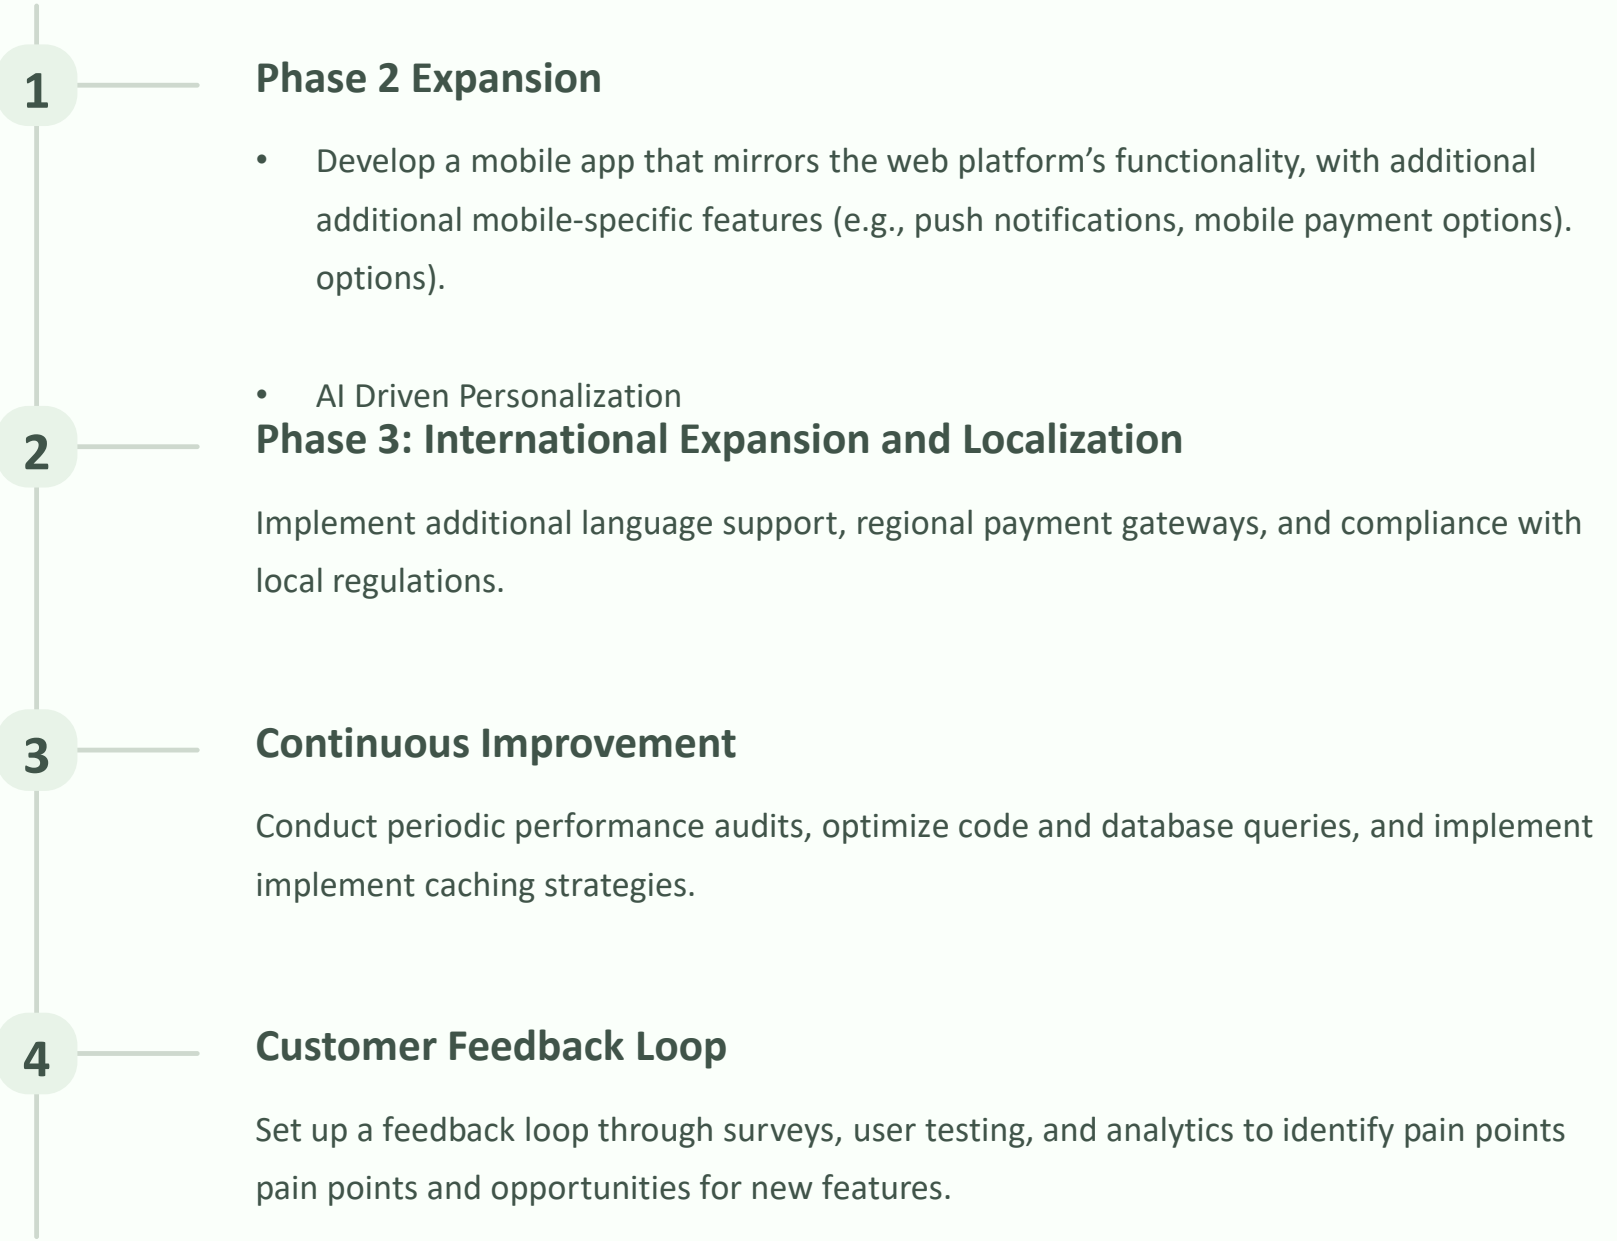 1
Phase 2 Expansion
• Develop a mobile app that mirrors the web platform’s functionality, with additional
additional mobile-specific features (e.g., push notifications, mobile payment options).
options).
• AI Driven Personalization
2
Phase 3: International Expansion and Localization
Implement additional language support, regional payment gateways, and compliance with
local regulations.
3
Continuous Improvement
Conduct periodic performance audits, optimize code and database queries, and implement
implement caching strategies.
4
Customer Feedback Loop
Set up a feedback loop through surveys, user testing, and analytics to identify pain points
pain points and opportunities for new features.